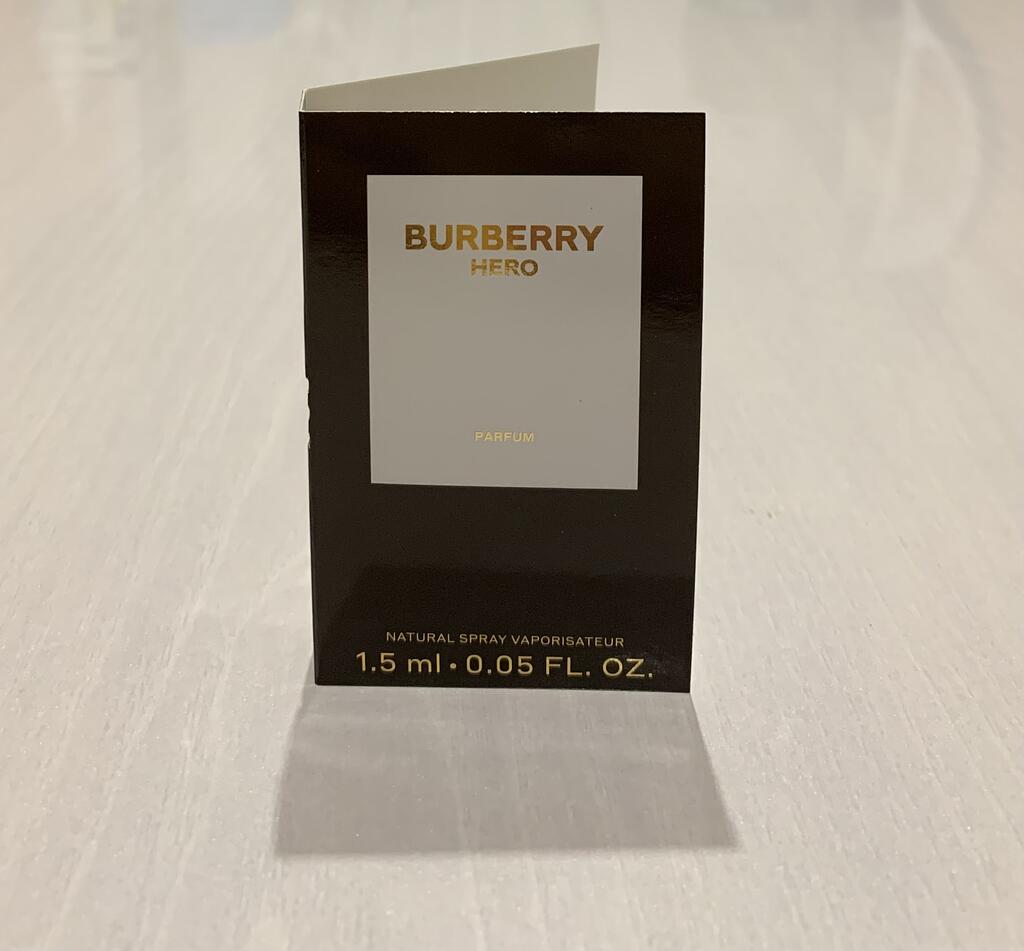 BURBERRY
HERO
PARFUM
NATURAL SPRAY VAPORISATEUR
1.5 ml • 0.05 FL. OZ.